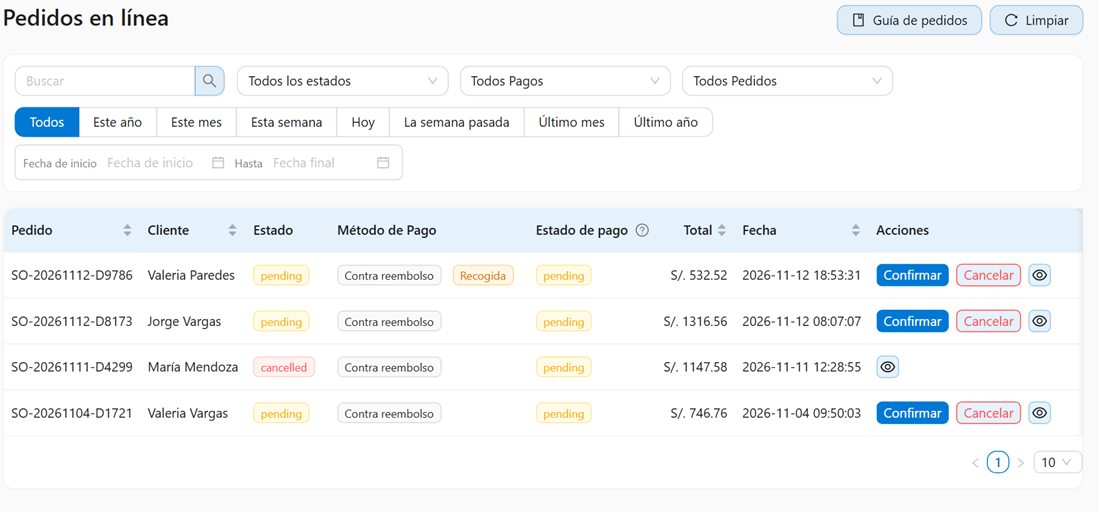 Pedidos en línea
Guía de pedidos
Limpiar
Buscar
Todos los estados
Todos Pagos
Todos Pedidos
Todos Este año Este mes Esta semana Hoy La semana pasada Último mes Último año
Fecha de inicio Fecha de inicio Hasta Fecha final
Pedido Cliente Estado Método de Pago Estado de pago Total Fecha Acciones
SO-20261112-D9786 Valeria Paredes pending Contra reembolso Recogida pending S/. 532.52 2026-11-12 18:53:31 Confirmar Cancelar
SO-20261112-D8173 Jorge Vargas pending Contra reembolso pending S/. 1316.56 2026-11-12 08:07:07 Confirmar Cancelar
SO-20261111-D4299 María Mendoza cancelled Contra reembolso pending S/. 1147.58 2026-11-11 12:28:55
SO-20261104-D1721 Valeria Vargas pending Contra reembolso pending S/. 746.76 2026-11-04 09:50:03 Confirmar Cancelar
1 10